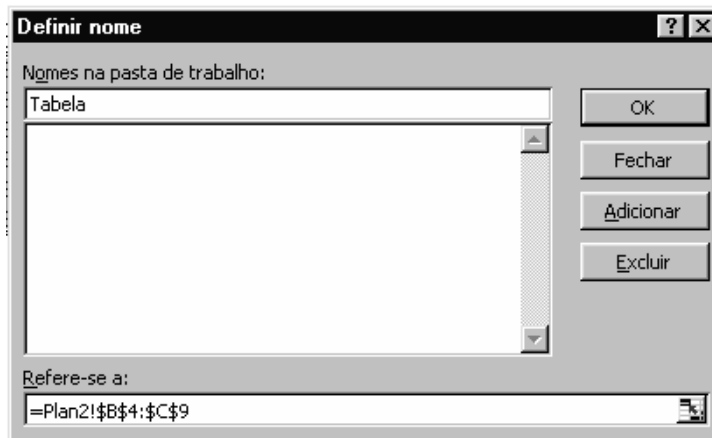 Definir nome
Nomes na pasta de trabalho:
Tabela
OK
Fechar
Adicionar
Excluir
Refere-se a:
=Plan2!$B$4:$C$9